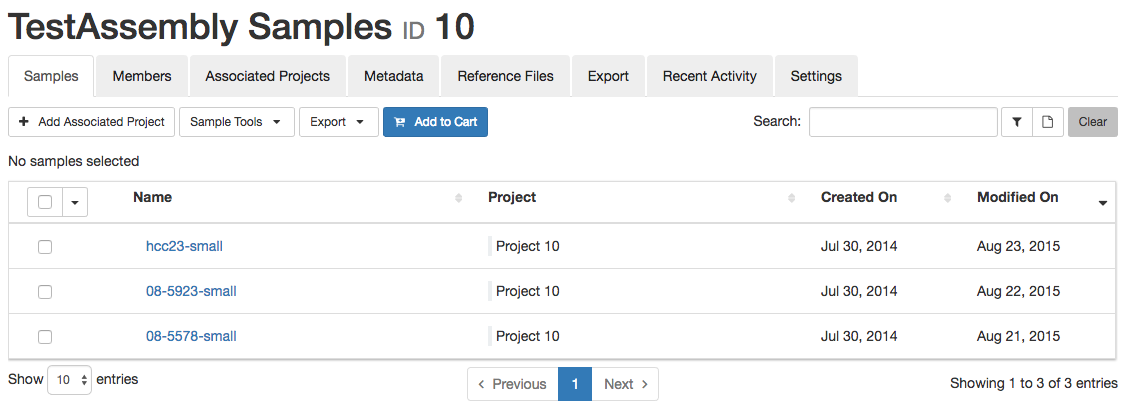 TestAssembly Samples ID 10
Samples Members Associated Projects Metadata Reference Files Export Recent Activity Settings
Add Associated Project Sample Tools Export Add to Cart Search: Clear
No samples selected
Name Project Created On Modified On
hcc23-small Project 10 Jul 30, 2014 Aug 23, 2015
08-5923-small Project 10 Jul 30, 2014 Aug 22, 2015
08-5578-small Project 10 Jul 30, 2014 Aug 21, 2015
Show 10 entries Previous 1 Next Showing 1 to 3 of 3 entries